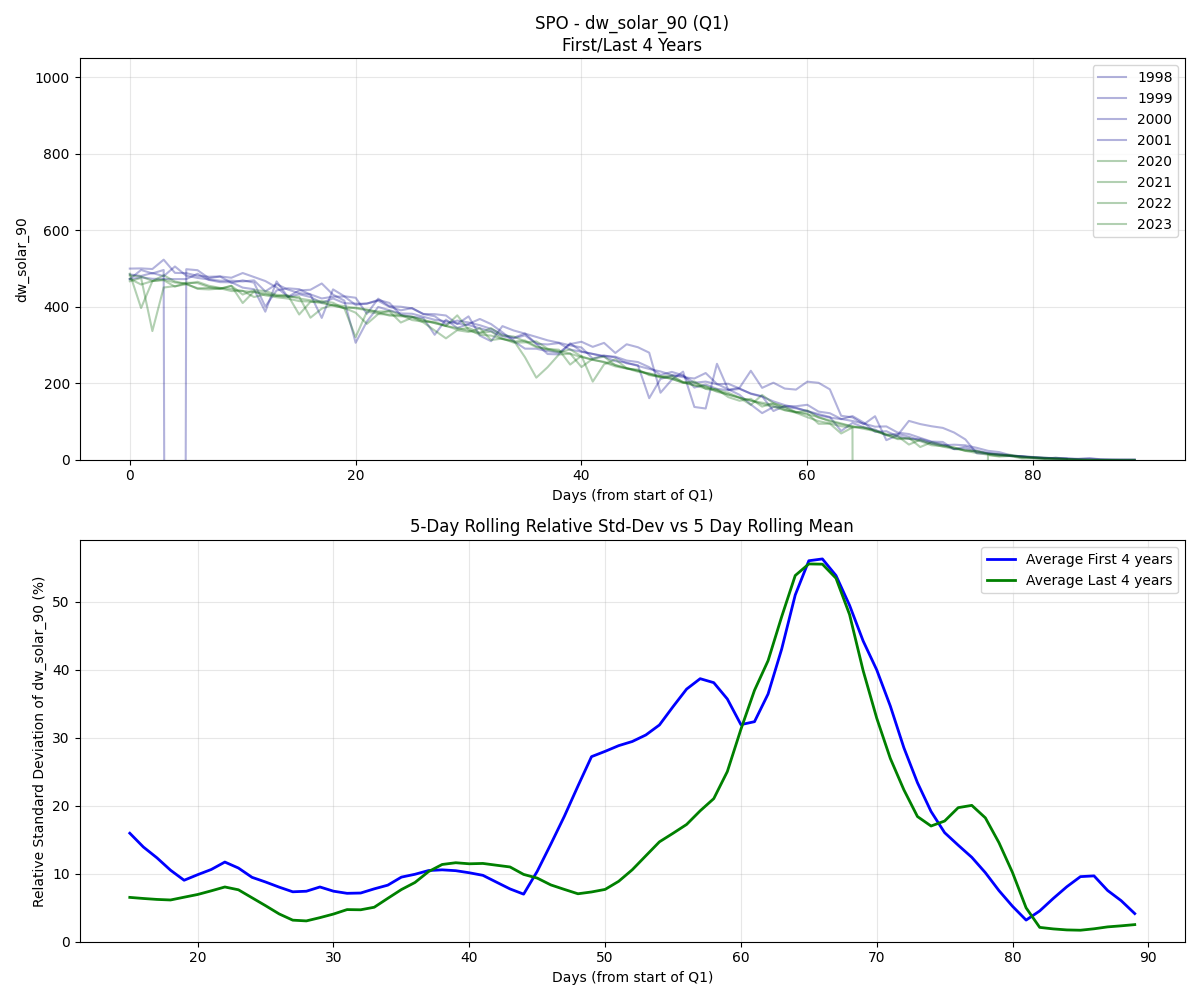 SPO - dw_solar_90 (Q1)
First/Last 4 Years
1000
800
600
400
200
0
dw_solar_90
0 20 40 60 80
Days (from start of Q1)
1998
1999
2000
2001
2020
2021
2022
2023
5-Day Rolling Relative Std-Dev vs 5 Day Rolling Mean
50
40
30
20
10
0
Relative Standard Deviation of dw_solar_90 (%)
20 30 40 50 60 70 80 90
Days (from start of Q1)
Average First 4 years
Average Last 4 years